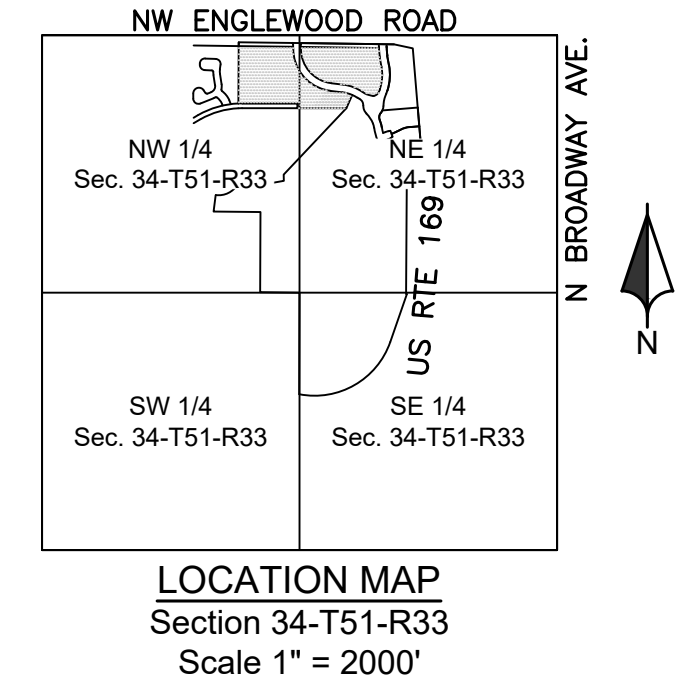 NW ENGLEWOOD ROAD
N BROADWAY AVE.
NW 1/4
Sec. 34-T51-R33
NE 1/4
Sec. 34-T51-R33
US RTE 169
N
SW 1/4
Sec. 34-T51-R33
SE 1/4
Sec. 34-T51-R33
LOCATION MAP
Section 34-T51-R33
Scale 1" = 2000'